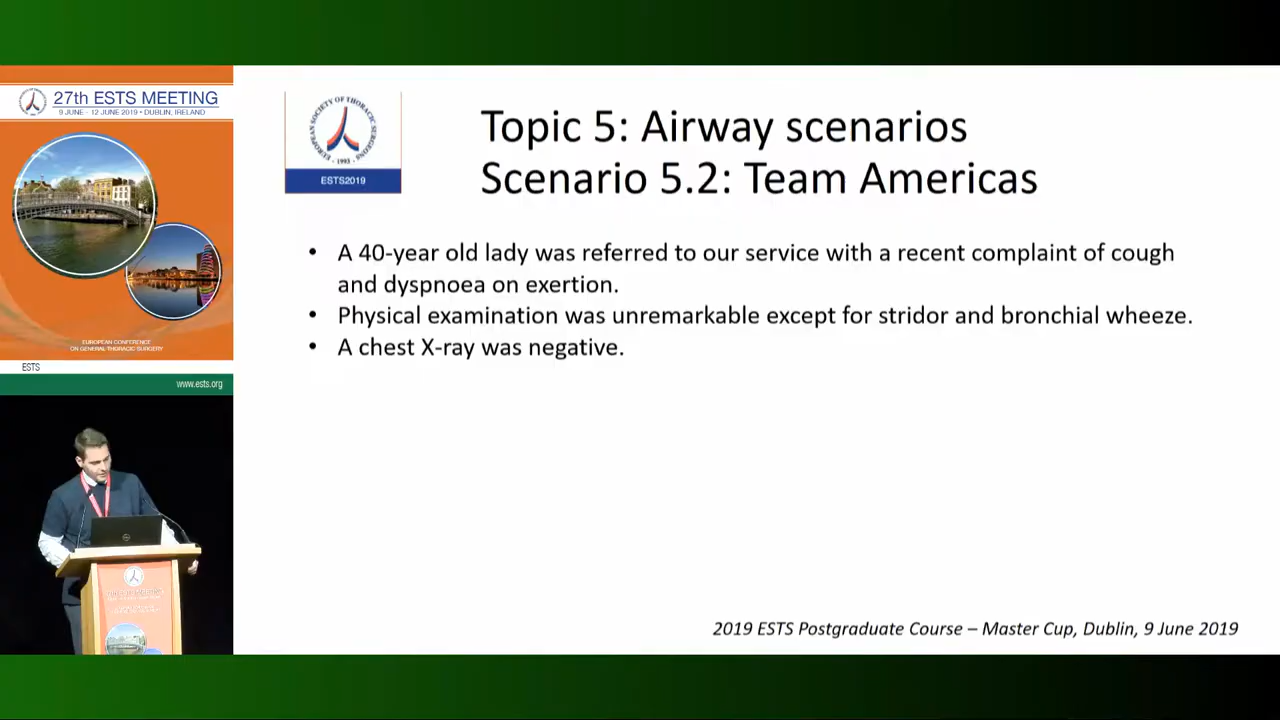 27th ESTS MEETING
9 JUNE - 12 JUNE 2019 • DUBLIN, IRELAND
EUROPEAN CONFERENCE
ON GENERAL THORACIC SURGERY
ESTS
www.ests.org
EUROPEAN SOCIETY OF THORACIC SURGEONS
· 1993 ·
ESTS2019
Topic 5: Airway scenarios
Scenario 5.2: Team Americas
• A 40-year old lady was referred to our service with a recent complaint of cough
and dyspnoea on exertion.
• Physical examination was unremarkable except for stridor and bronchial wheeze.
• A chest X-ray was negative.
2019 ESTS Postgraduate Course – Master Cup, Dublin, 9 June 2019